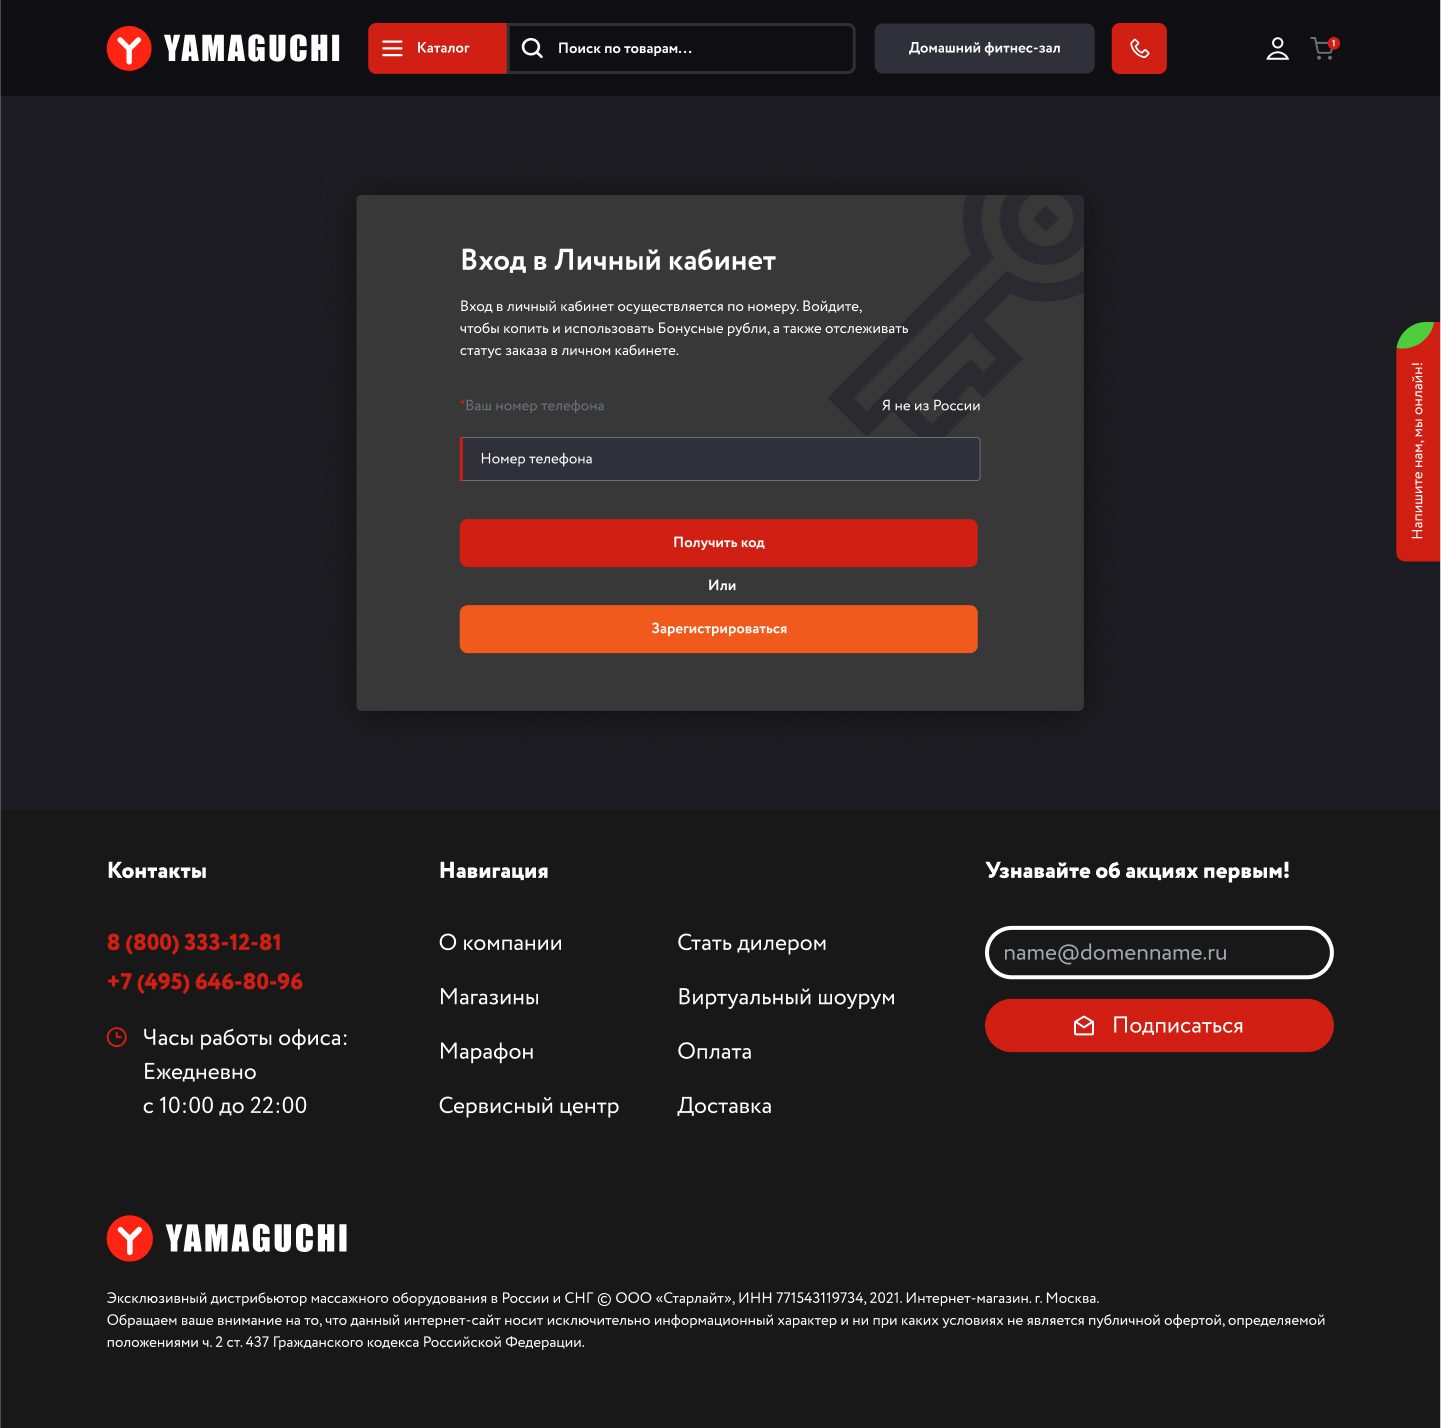 YAMAGUCHI
Каталог
Поиск по товарам...
Домашний фитнес-зал
1
Вход в Личный кабинет
Вход в личный кабинет осуществляется по номеру. Войдите,
чтобы копить и использовать Бонусные рубли, а также отслеживать
статус заказа в личном кабинете.
*Ваш номер телефона
Я не из России
Номер телефона
Получить код
Или
Зарегистрироваться
Напишите нам, мы онлайн!
Контакты
8 (800) 333-12-81
+7 (495) 646-80-96
Часы работы офиса:
Ежедневно
с 10:00 до 22:00
Навигация
О компании
Магазины
Марафон
Сервисный центр
Стать дилером
Виртуальный шоурум
Оплата
Доставка
Узнавайте об акциях первым!
name@domenname.ru
Подписаться
YAMAGUCHI
Эксклюзивный дистрибьютор массажного оборудования в России и СНГ © ООО «Старлайт», ИНН 771543119734, 2021. Интернет-магазин. г. Москва.
Обращаем ваше внимание на то, что данный интернет-сайт носит исключительно информационный характер и ни при каких условиях не является публичной офертой, определяемой
положениями ч. 2 ст. 437 Гражданского кодекса Российской Федерации.